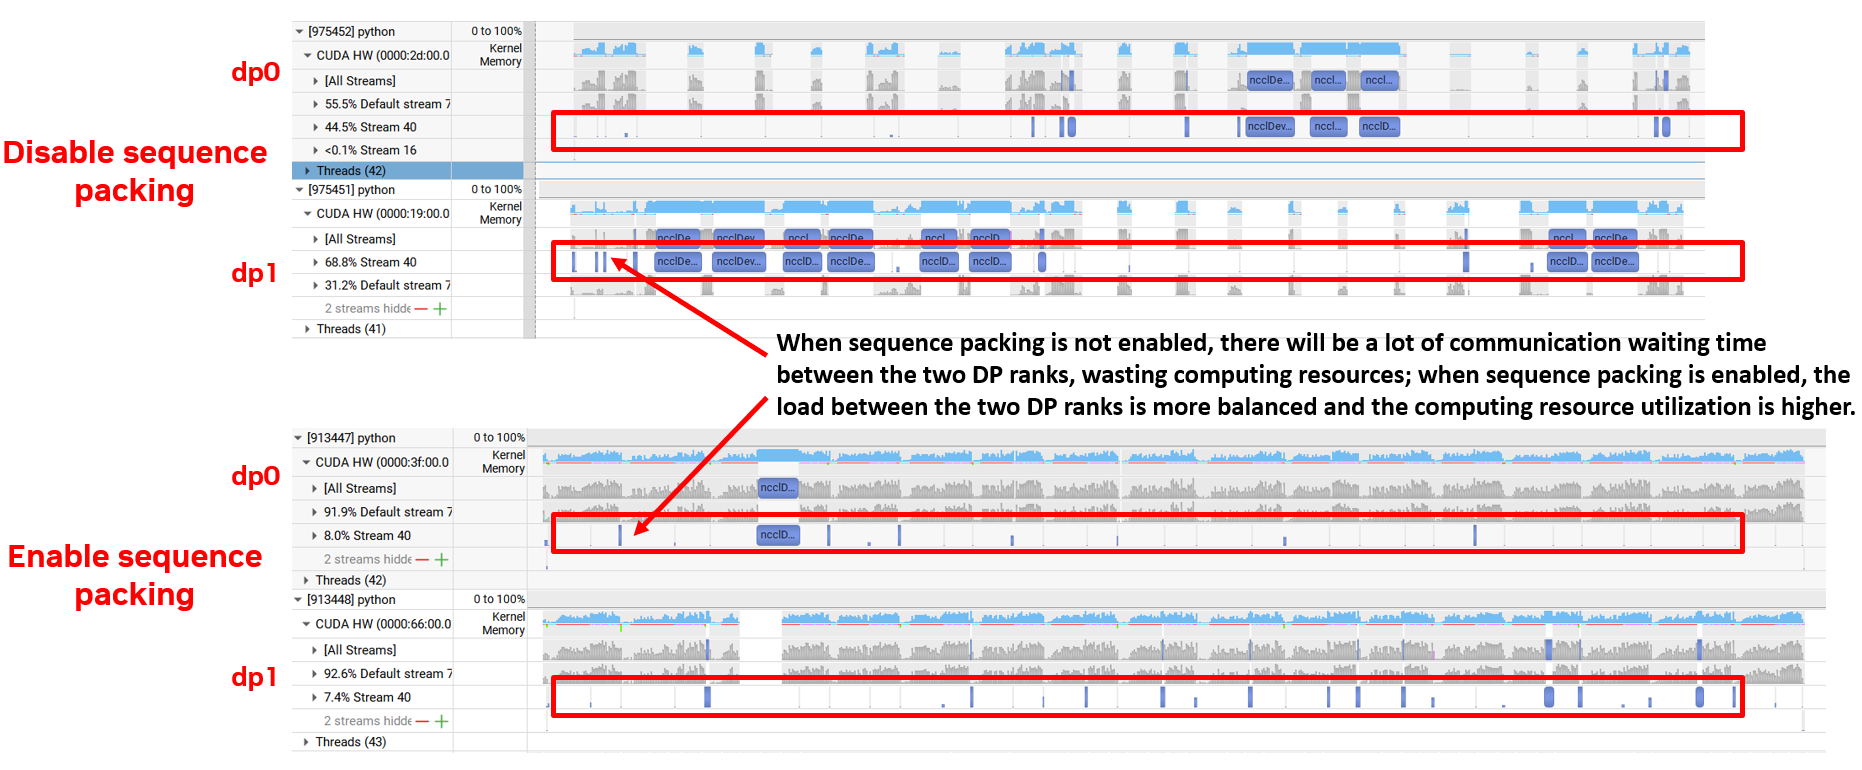 [975452] python
0 to 100%
CUDA HW (0000:2d:00.0
Kernel
Memory
dp0
[All Streams]
ncclDe...
nccl...
nccl...
55.5% Default stream 7
44.5% Stream 40
ncclDev...
nccl...
ncclD...
<0.1% Stream 16
Disable sequence
packing
Threads (42)
[975451] python
0 to 100%
CUDA HW (0000:19:00.0
Kernel
Memory
[All Streams]
dp1
68.8% Stream 40
ncclDe...
ncclDev...
ncclD...
ncclDe...
ncclD...
ncclD...
ncclD...
ncclDe...
31.2% Default stream 7
2 streams hidde
Threads (41)
When sequence packing is not enabled, there will be a lot of communication waiting time
between the two DP ranks, wasting computing resources; when sequence packing is enabled, the
load between the two DP ranks is more balanced and the computing resource utilization is higher.
[913447] python
0 to 100%
CUDA HW (0000:3f:00.0
Kernel
Memory
dp0
[All Streams]
ncclD...
91.9% Default stream 7
8.0% Stream 40
ncclD...
2 streams hidde
Enable sequence
packing
Threads (42)
[913448] python
0 to 100%
CUDA HW (0000:66:00.0
Kernel
Memory
[All Streams]
dp1
92.6% Default stream 7
7.4% Stream 40
2 streams hidde
Threads (43)